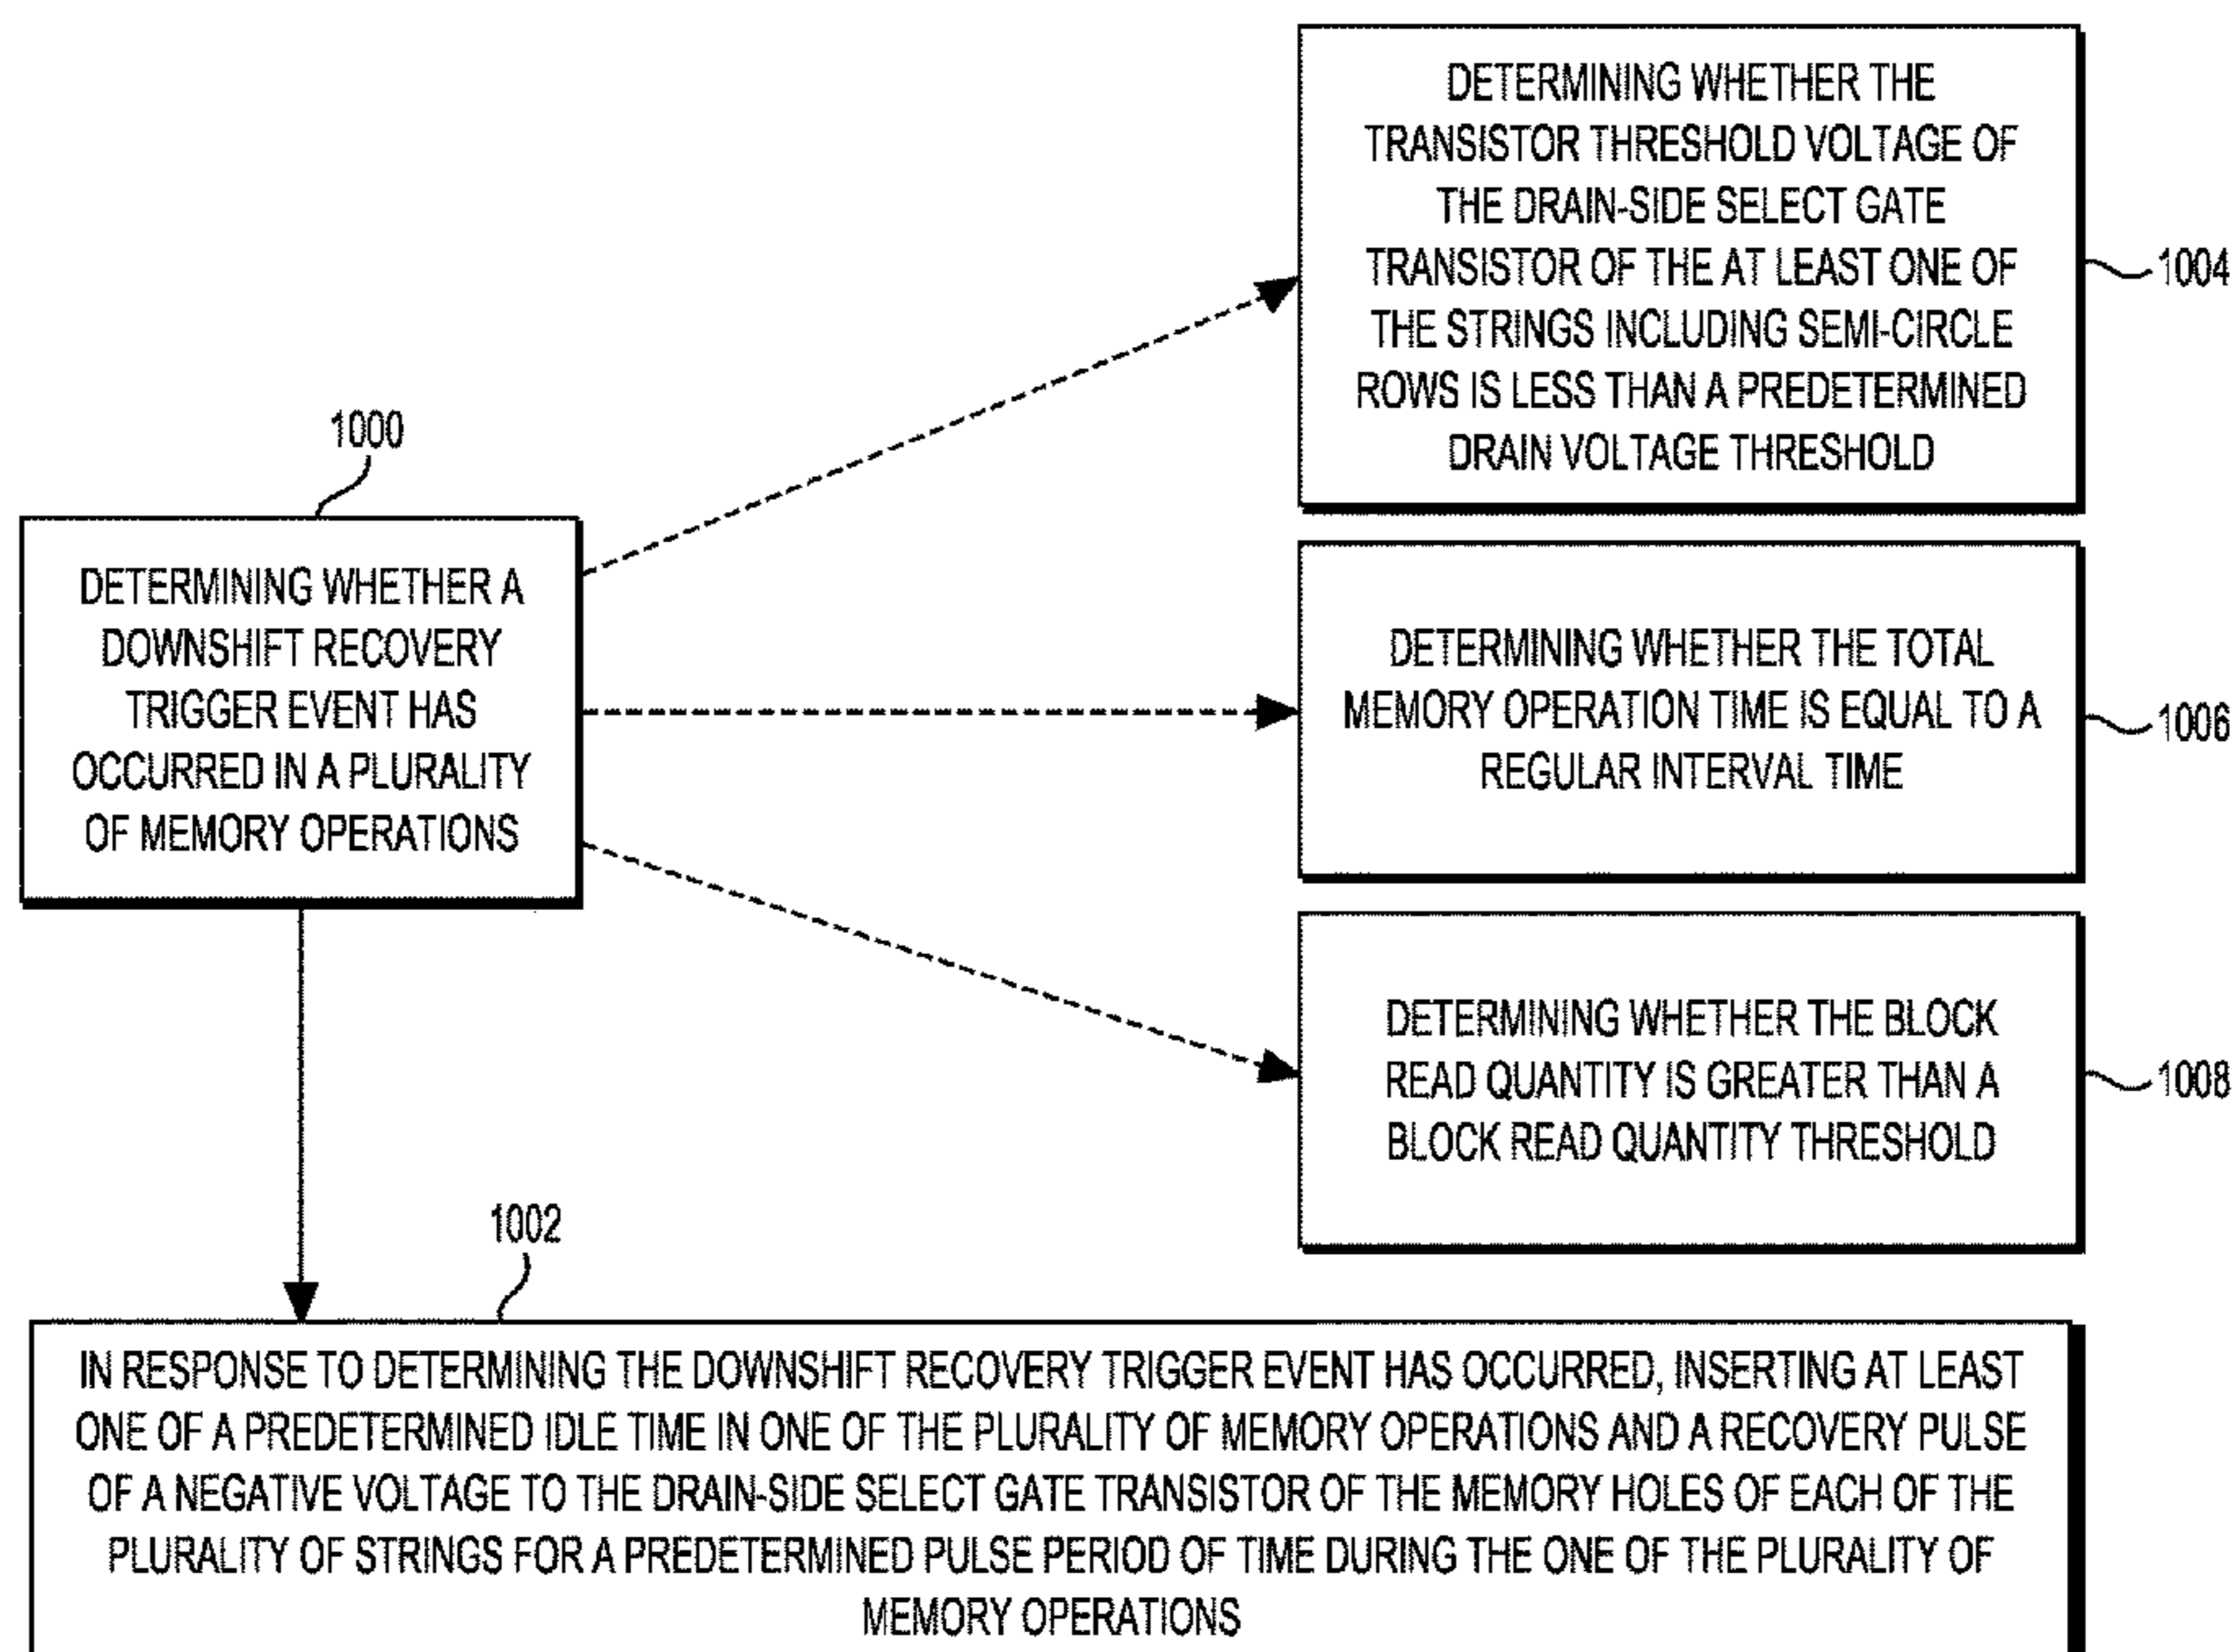 1000
DETERMINING WHETHER A
DOWNSHIFT RECOVERY
TRIGGER EVENT HAS
OCCURRED IN A PLURALITY
OF MEMORY OPERATIONS
DETERMINING WHETHER THE
TRANSISTOR THRESHOLD VOLTAGE OF
THE DRAIN-SIDE SELECT GATE
TRANSISTOR OF THE AT LEAST ONE OF
THE STRINGS INCLUDING SEMI-CIRCLE
ROWS IS LESS THAN A PREDETERMINED
DRAIN VOLTAGE THRESHOLD
1004
DETERMINING WHETHER THE TOTAL
MEMORY OPERATION TIME IS EQUAL TO A
REGULAR INTERVAL TIME
1006
DETERMINING WHETHER THE BLOCK
READ QUANTITY IS GREATER THAN A
BLOCK READ QUANTITY THRESHOLD
1008
1002
IN RESPONSE TO DETERMINING THE DOWNSHIFT RECOVERY TRIGGER EVENT HAS OCCURRED, INSERTING AT LEAST
ONE OF A PREDETERMINED IDLE TIME IN ONE OF THE PLURALITY OF MEMORY OPERATIONS AND A RECOVERY PULSE
OF A NEGATIVE VOLTAGE TO THE DRAIN-SIDE SELECT GATE TRANSISTOR OF THE MEMORY HOLES OF EACH OF THE
PLURALITY OF STRINGS FOR A PREDETERMINED PULSE PERIOD OF TIME DURING THE ONE OF THE PLURALITY OF
MEMORY OPERATIONS